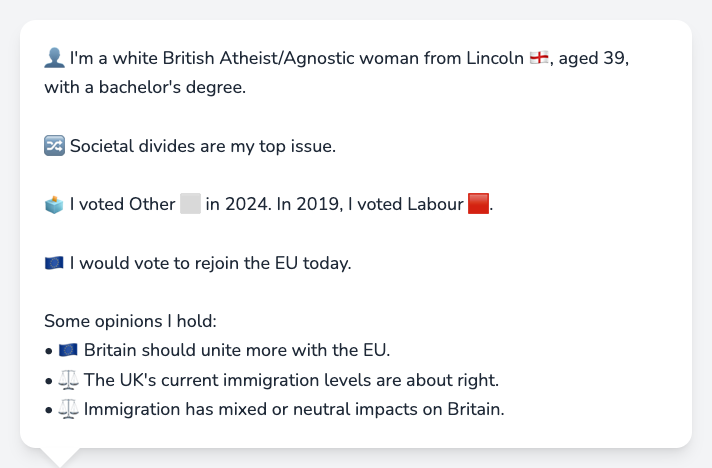 👤 I'm a white British Atheist/Agnostic woman from Lincoln 🏴󠁧󠁢󠁥󠁮󠁧󠁿, aged 39,
with a bachelor's degree.
🔀 Societal divides are my top issue.
🗳️ I voted Other ⬜ in 2024. In 2019, I voted Labour 🟥.
🇪🇺 I would vote to rejoin the EU today.
Some opinions I hold:
• 🇪🇺 Britain should unite more with the EU.
• ⚖️ The UK's current immigration levels are about right.
• ⚖️ Immigration has mixed or neutral impacts on Britain.